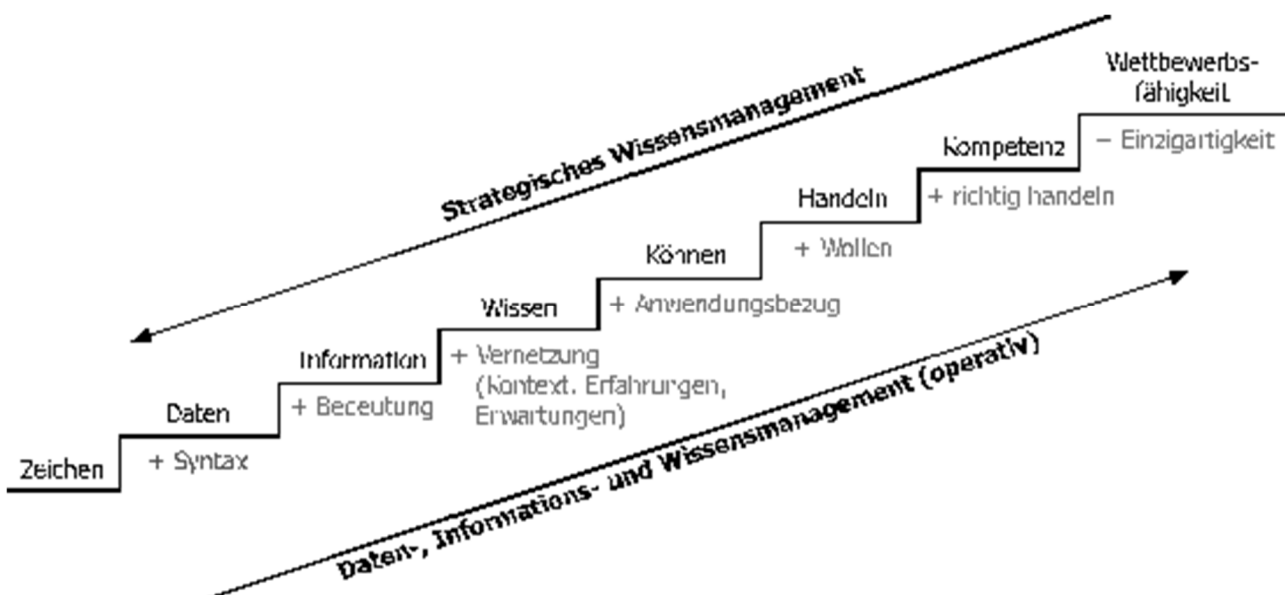 Wettbewerbs-
fähigkeit
– Einzigartigkeit
Strategisches Wissensmanagement
Kompetenz
+ richtig handeln
Handeln
+ Wollen
Können
+ Anwendungsbezug
Wissen
+ Vernetzung
(Kontext. Erfahrungen,
Erwartungen)
Information
+ Beceutung
Daten
+ Syntax
Zeichen
Daten-, Informations- und Wissensmanagement (operativ)